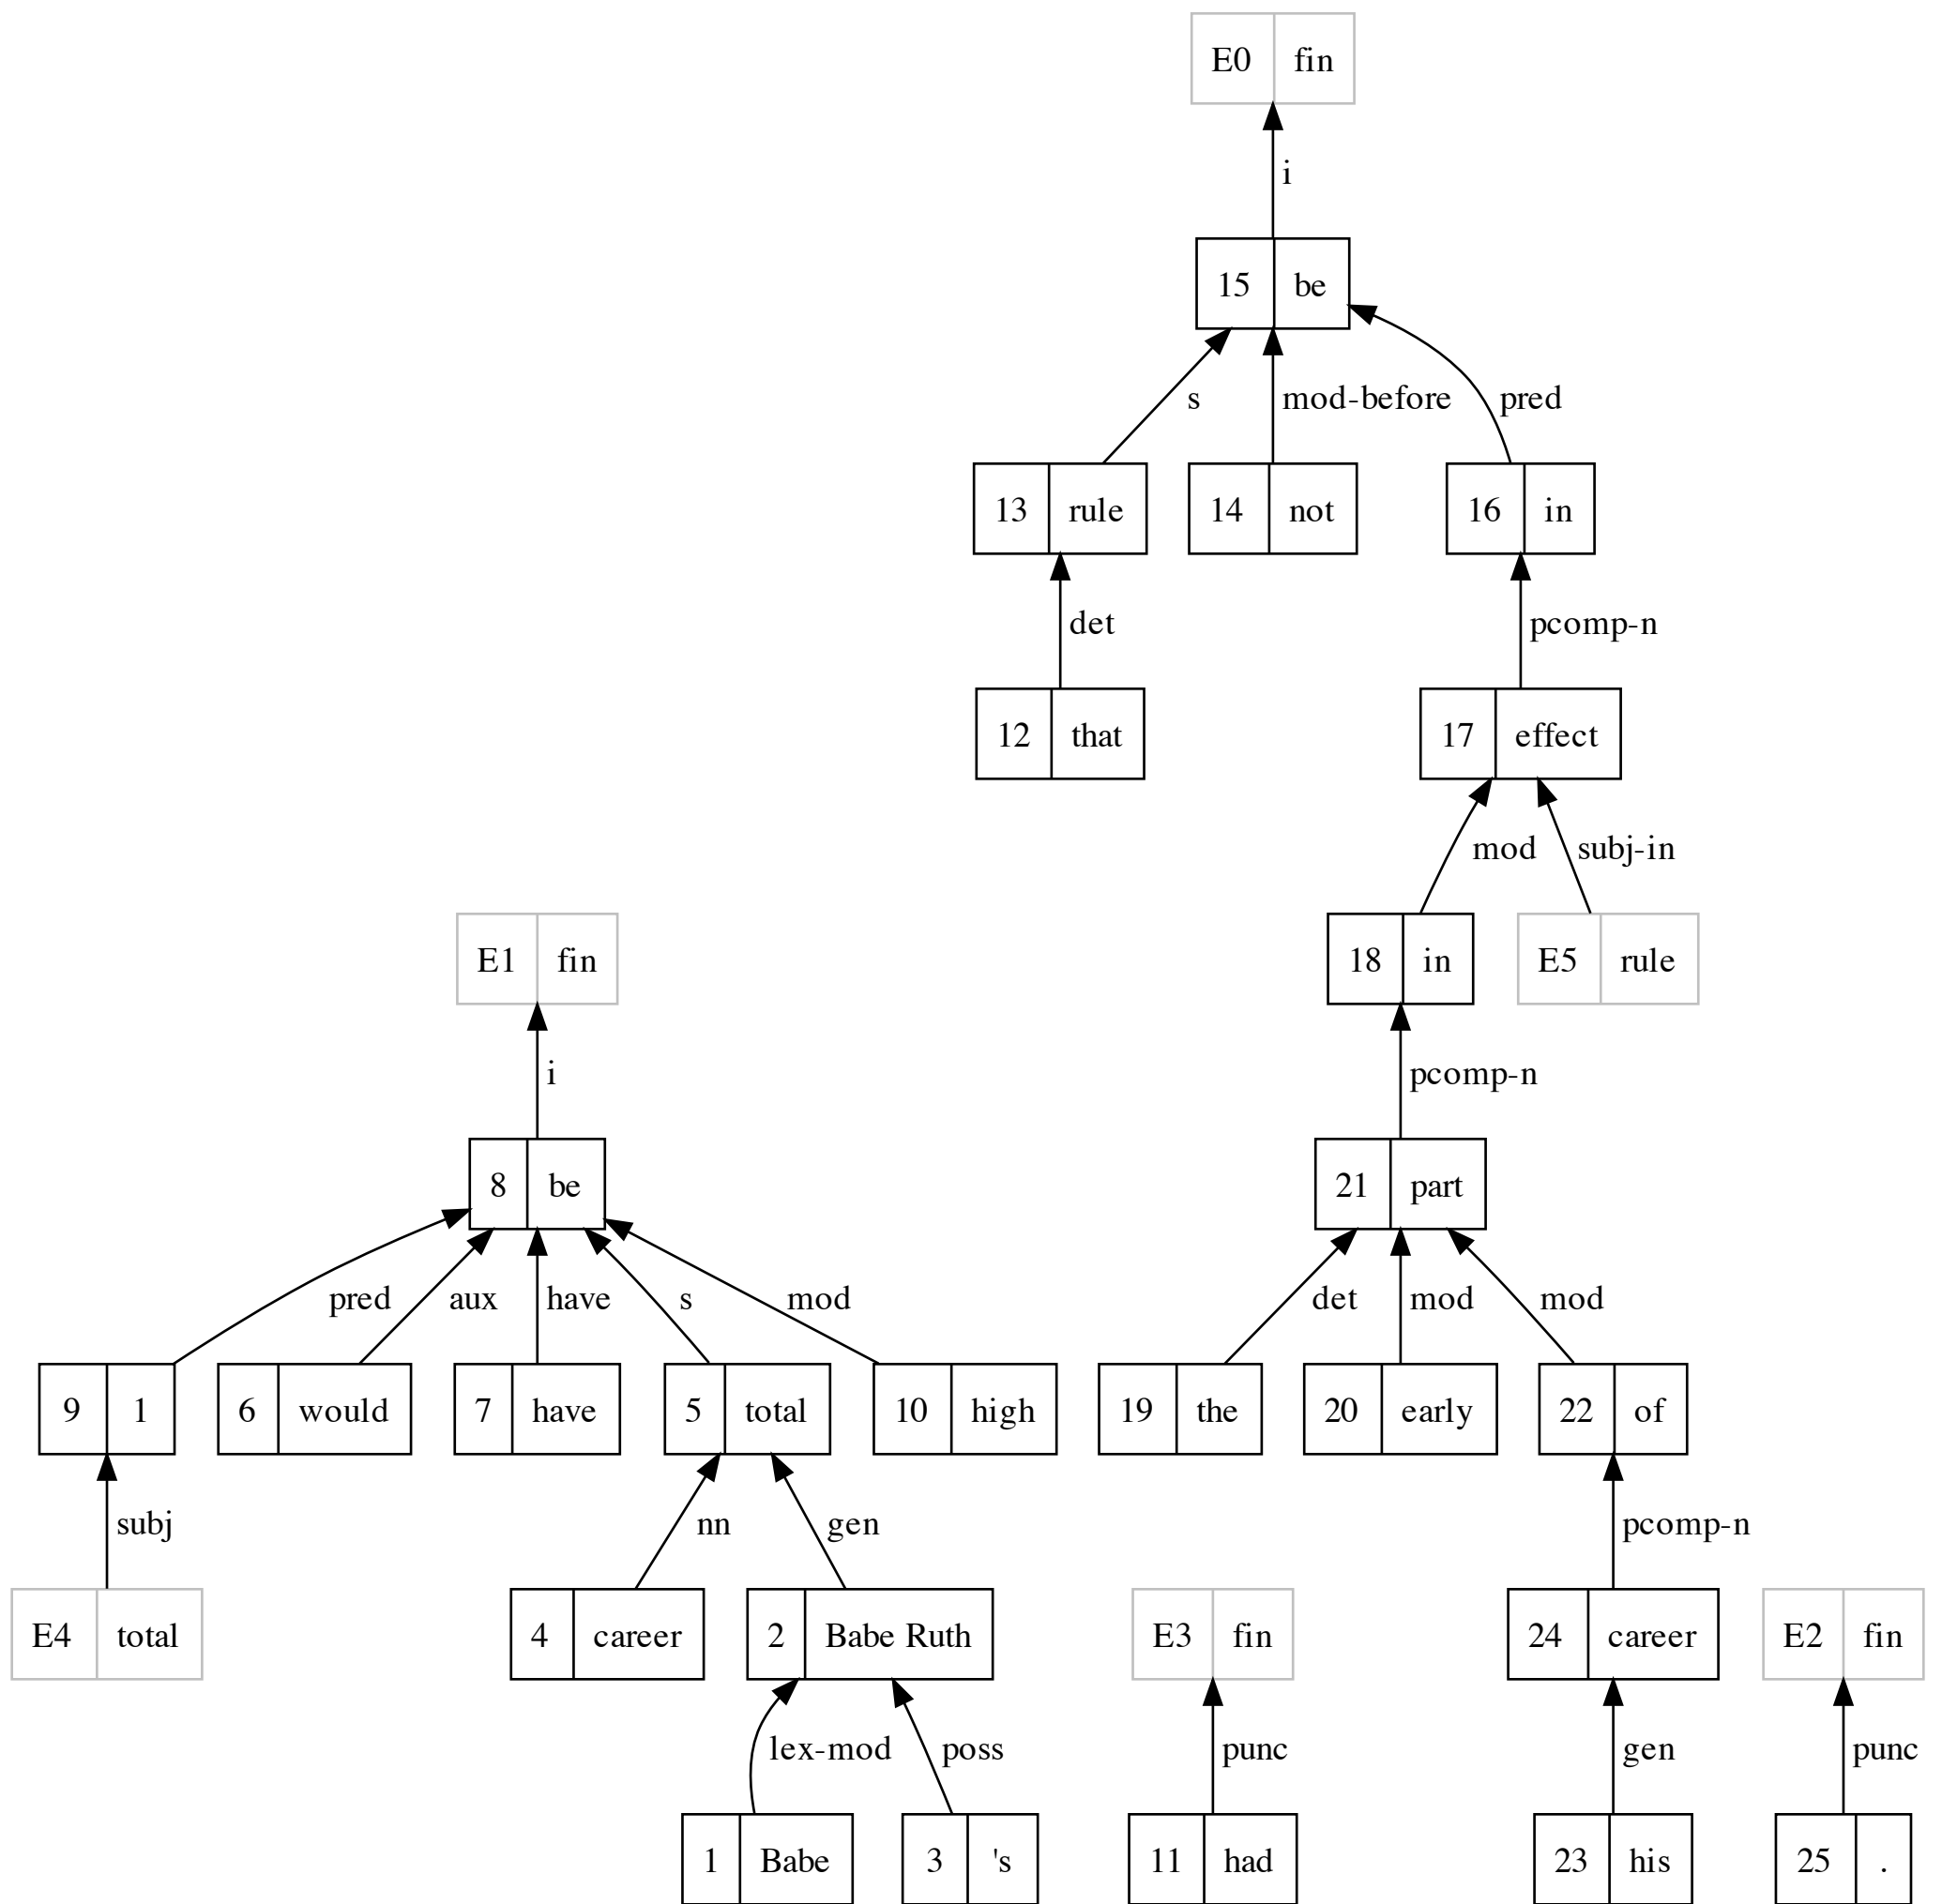 E0 fin
i
15 be
s mod-before pred
13 rule 14 not 16 in
det pcomp-n
12 that 17 effect
mod subj-in
E1 fin 18 in E5 rule
i pcomp-n
8 be 21 part
pred aux have s mod det mod mod
9 1 6 would 7 have 5 total 10 high 19 the 20 early 22 of
subj nn gen pcomp-n
E4 total 4 career 2 Babe Ruth E3 fin 24 career E2 fin
lex-mod poss punc gen punc
1 Babe 3 's 11 had 23 his 25 .